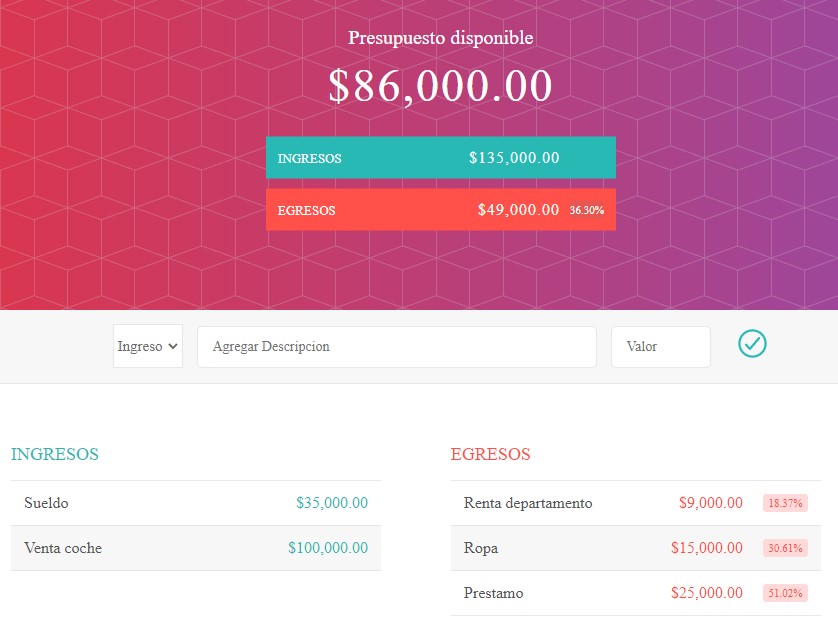 Presupuesto disponible
$86,000.00
INGRESOS $135,000.00
EGRESOS $49,000.00 36.30%
Ingreso Agregar Descripcion Valor
INGRESOS
Sueldo $35,000.00
Venta coche $100,000.00
EGRESOS
Renta departamento $9,000.00 18.37%
Ropa $15,000.00 30.61%
Prestamo $25,000.00 51.02%